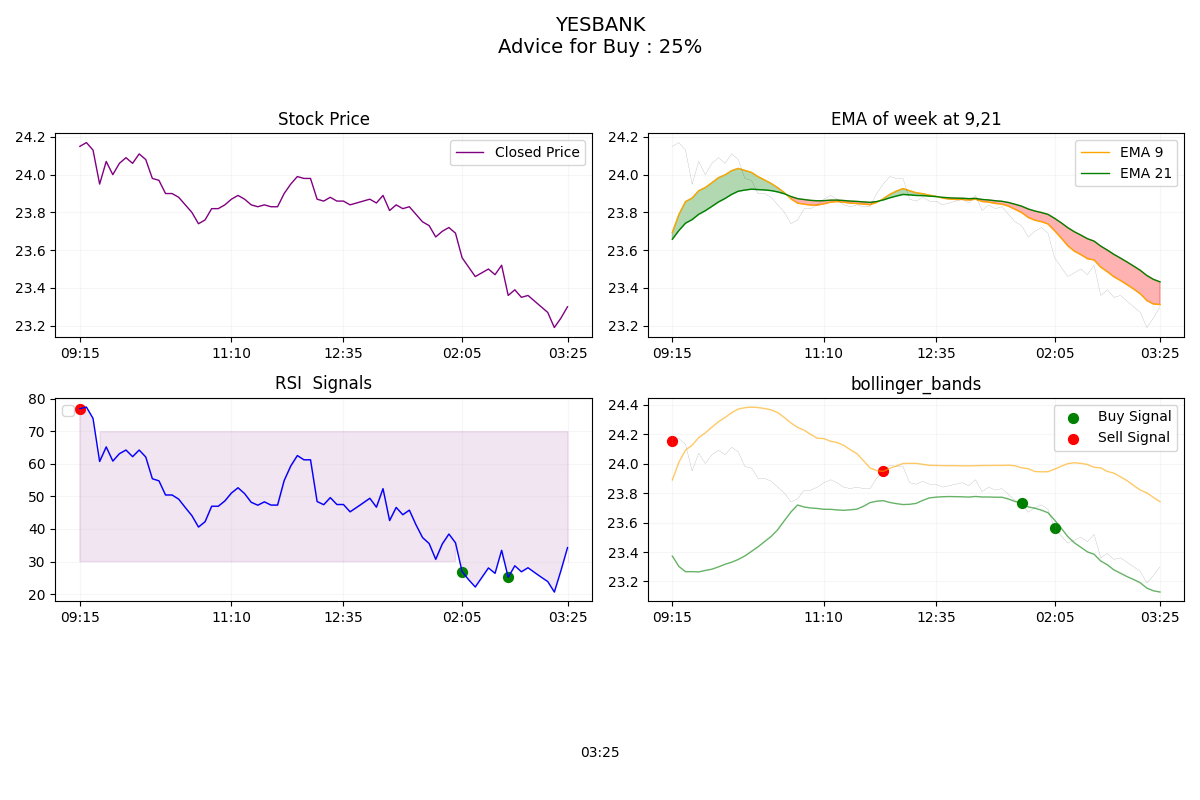 YESBANK
Advice for Buy : 25%
Stock Price
24.2
24.0
23.8
23.6
23.4
23.2
Closed Price
09:15 11:10 12:35 02:05 03:25
EMA of week at 9,21
24.2
24.0
23.8
23.6
23.4
23.2
EMA 9
EMA 21
09:15 11:10 12:35 02:05 03:25
RSI  Signals
80
70
60
50
40
30
20
09:15 11:10 12:35 02:05 03:25
bollinger_bands
24.4
24.2
24.0
23.8
23.6
23.4
23.2
Buy Signal
Sell Signal
09:15 11:10 12:35 02:05 03:25
03:25